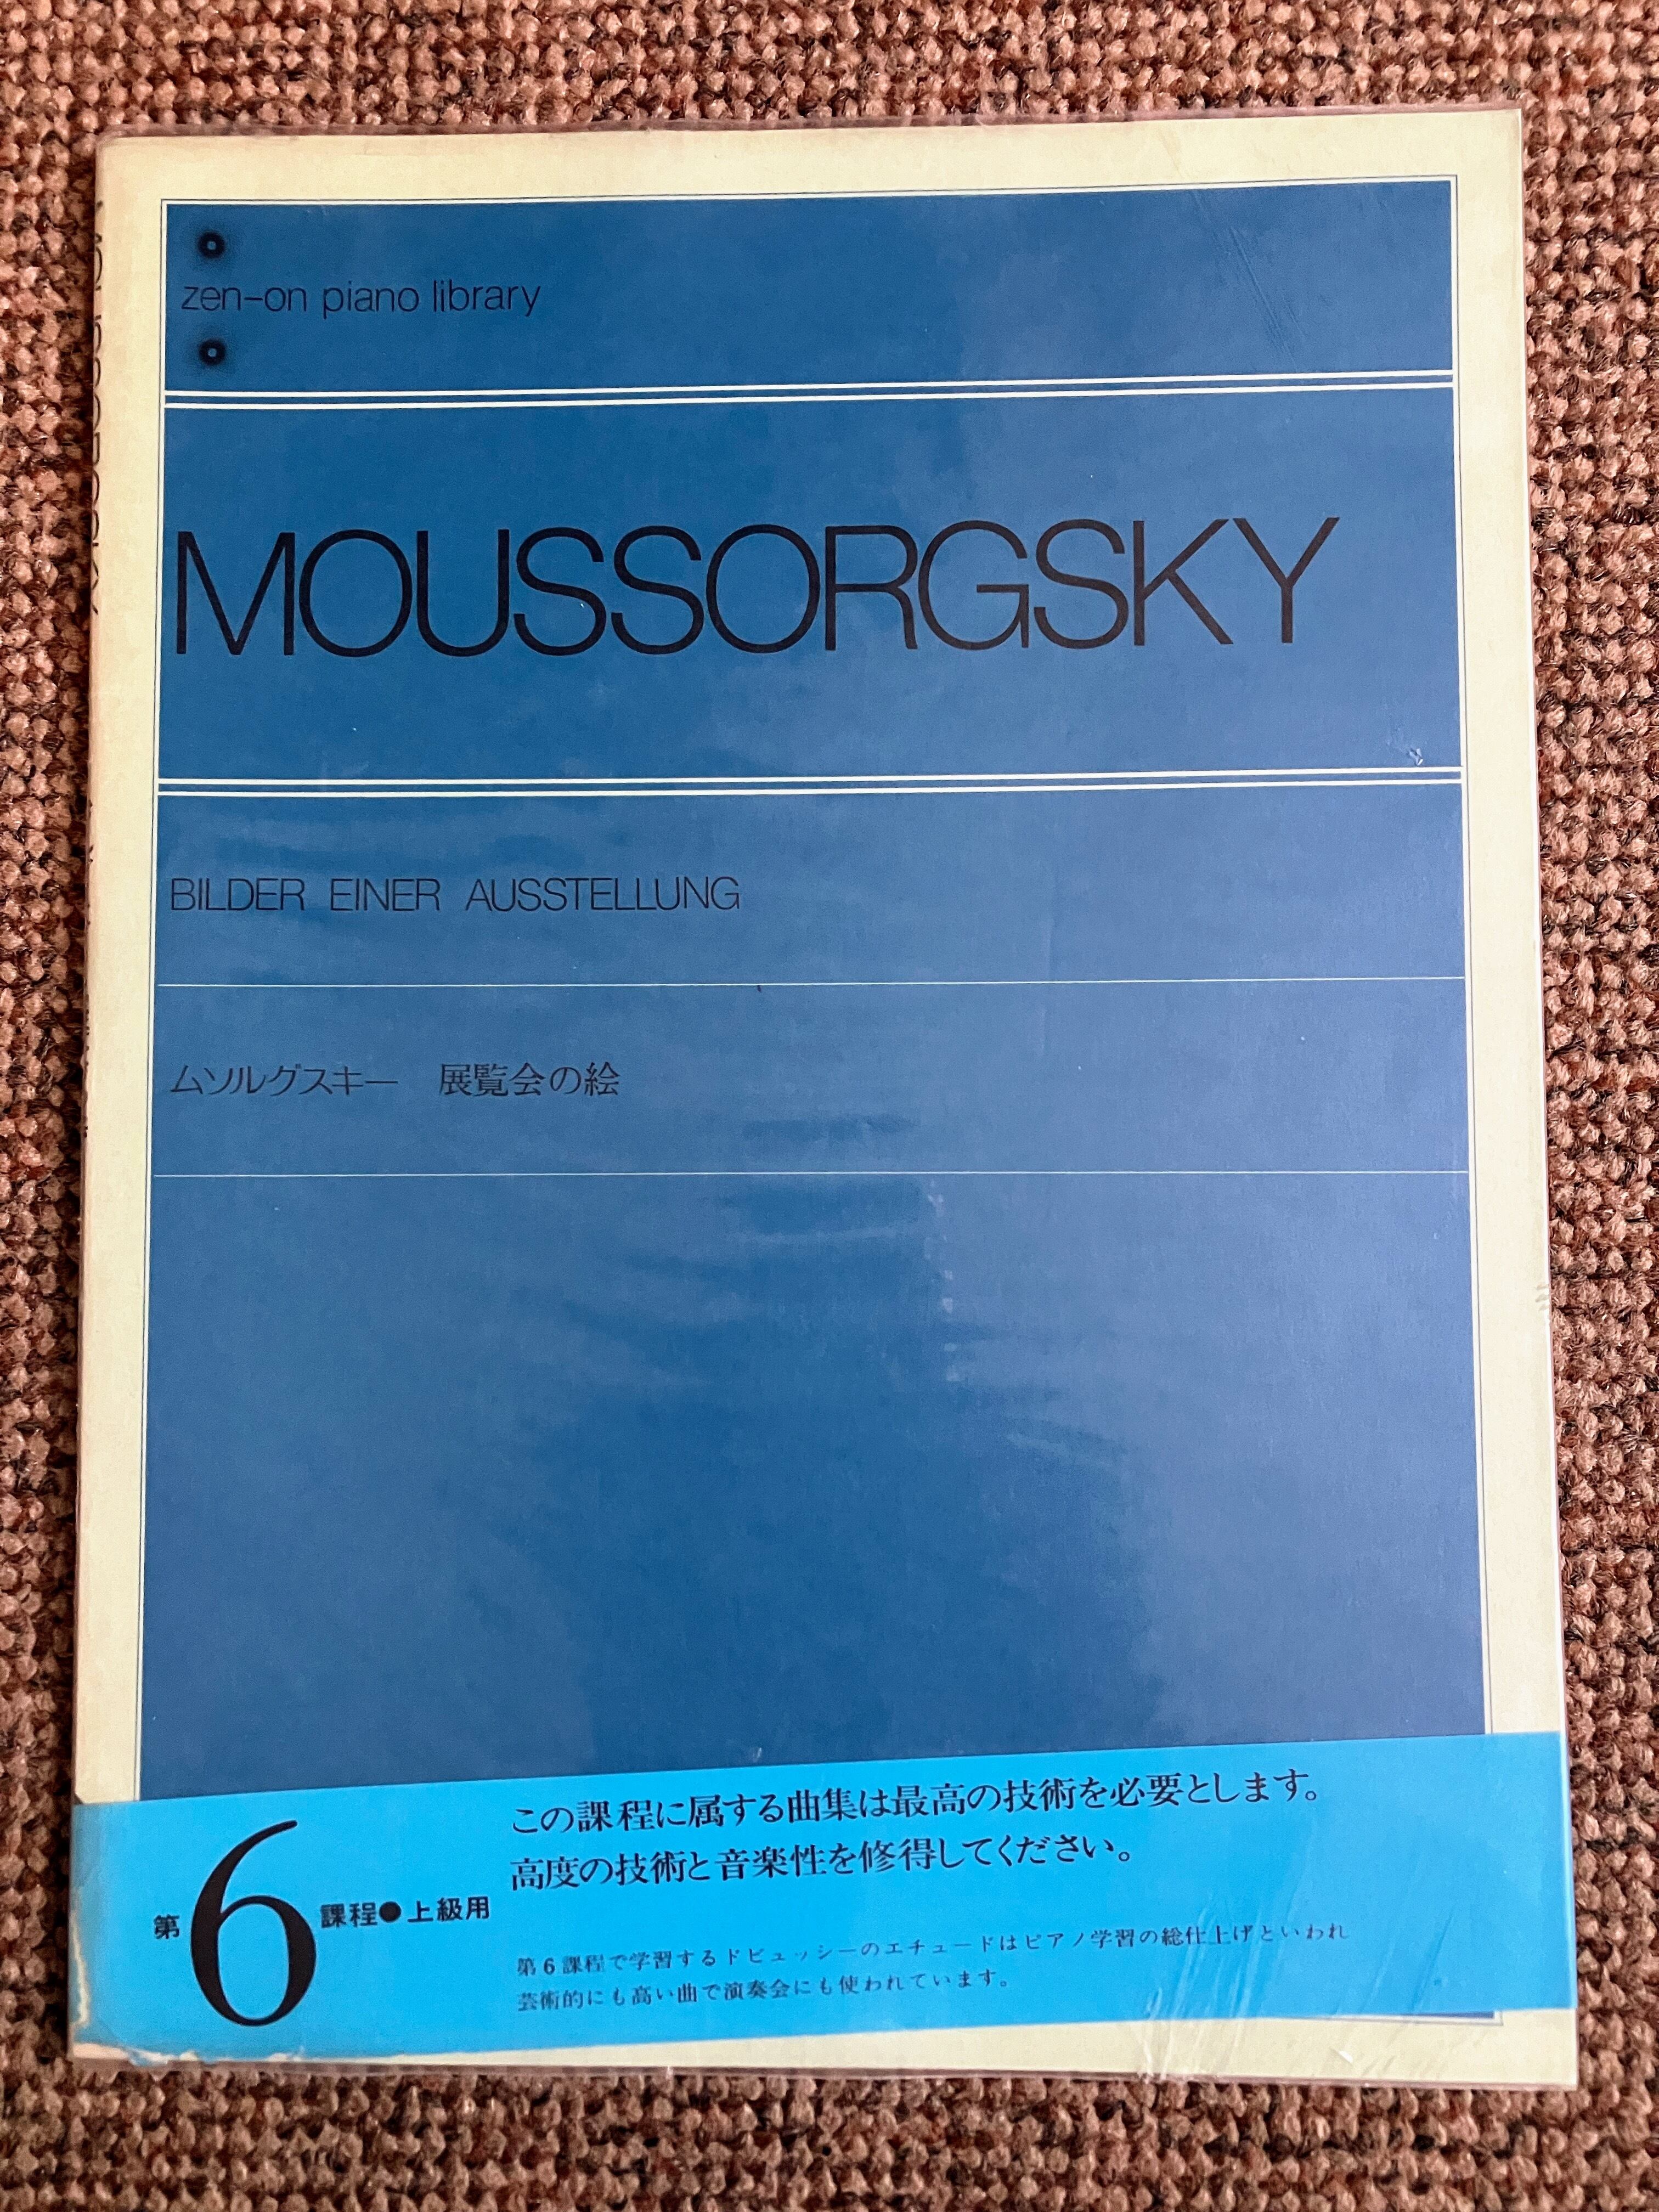 zen-on piano library
MOUSSORGSKY
BILDER EINER AUSSTELLUNG
ムソルグスキー　展覧会の絵
第6課程●上級用
この課程に属する曲集は最高の技術を必要とします。
高度の技術と音楽性を修得してください。
第6課程で学習するドビュッシーのエチュードはピアノ学習の総仕上げといわれ
芸術的にも高い曲で演奏会にも使われています。